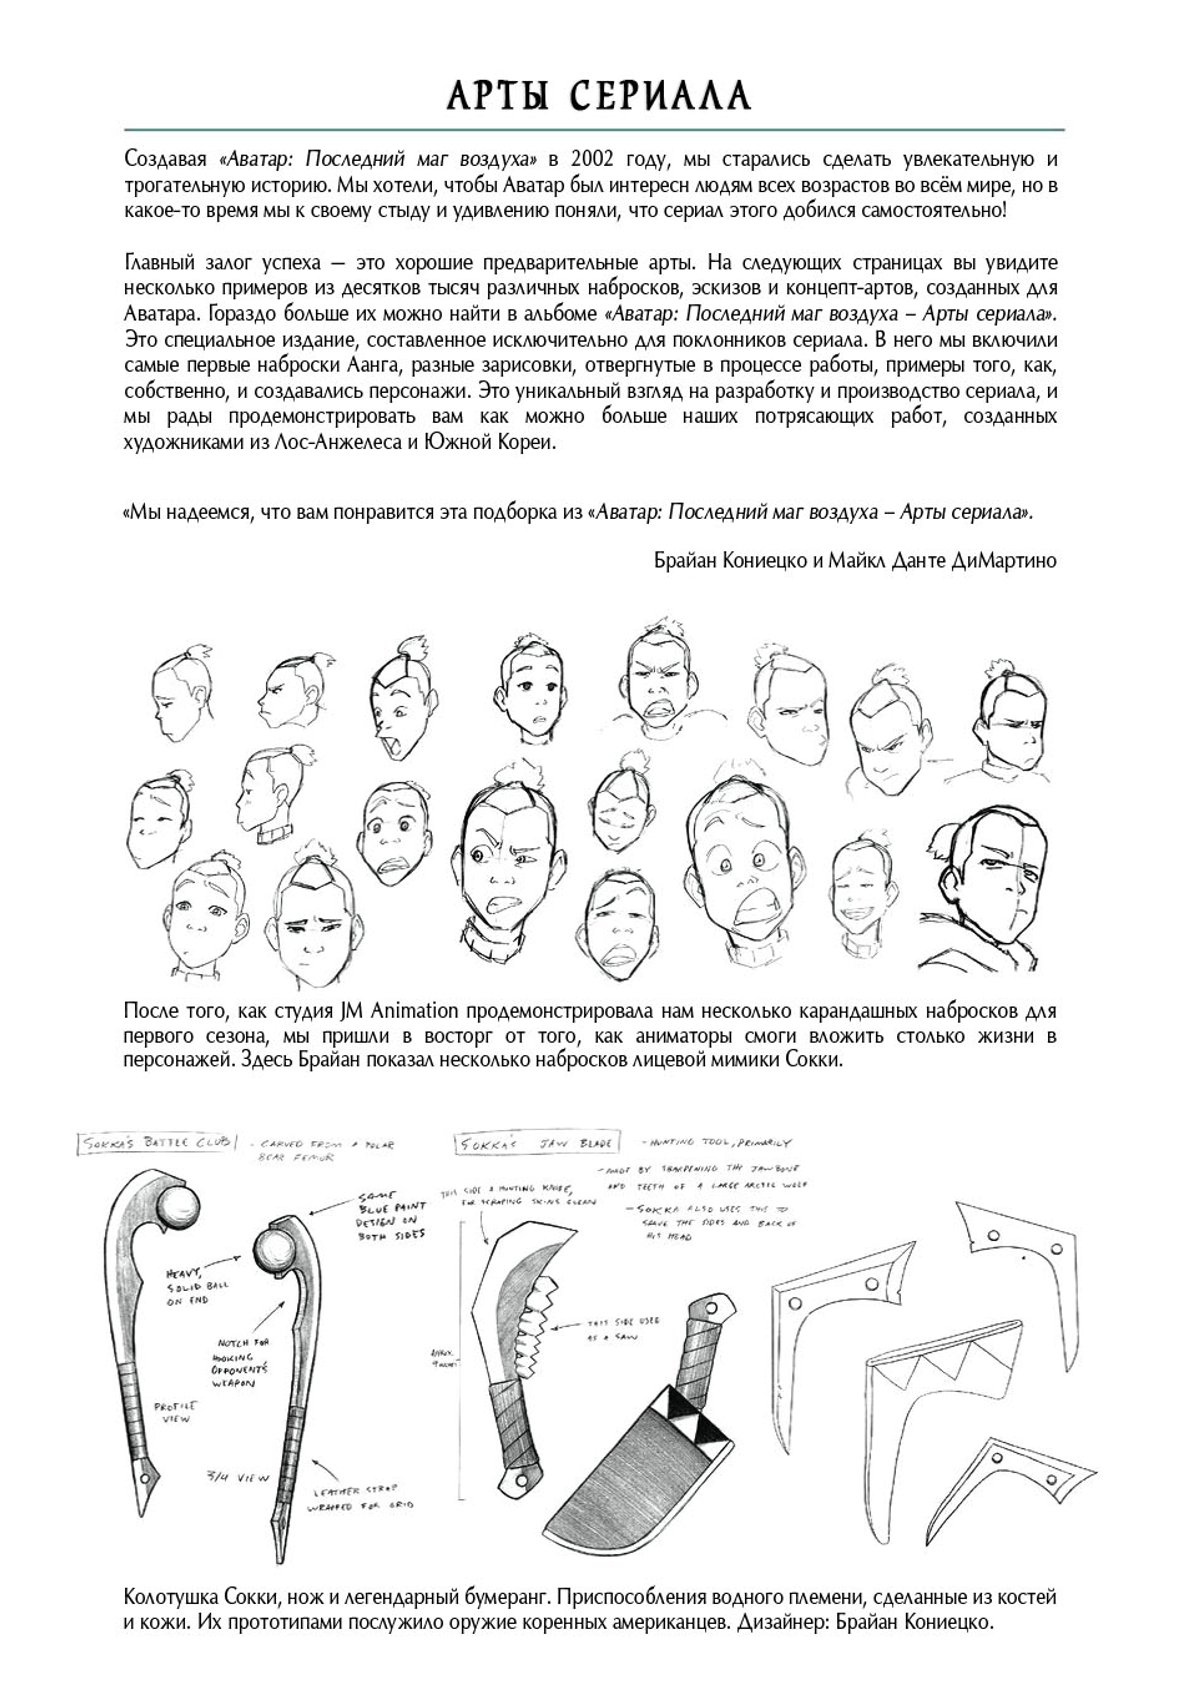 АРТЫ СЕРИАЛА
Создавая «Аватар: Последний маг воздуха» в 2002 году, мы старались сделать увлекательную и
трогательную историю. Мы хотели, чтобы Аватар был интересн людям всех возрастов во всём мире, но в
какое-то время мы к своему стыду и удивлению поняли, что сериал этого добился самостоятельно!
Главный залог успеха — это хорошие предварительные арты. На следующих страницах вы увидите
несколько примеров из десятков тысяч различных набросков, эскизов и концепт-артов, созданных для
Аватара. Гораздо больше их можно найти в альбоме «Аватар: Последний маг воздуха – Арты сериала».
Это специальное издание, составленное исключительно для поклонников сериала. В него мы включили
самые первые наброски Аанга, разные зарисовки, отвергнутые в процессе работы, примеры того, как,
собственно, и создавались персонажи. Это уникальный взгляд на разработку и производство сериала, и
мы рады продемонстрировать вам как можно больше наших потрясающих работ, созданных
художниками из Лос-Анжелеса и Южной Кореи.
«Мы надеемся, что вам понравится эта подборка из «Аватар: Последний маг воздуха – Арты сериала».
Брайан Кониецко и Майкл Данте ДиМартино
После того, как студия JM Animation продемонстрировала нам несколько карандашных набросков для
первого сезона, мы пришли в восторг от того, как аниматоры смоги вложить столько жизни в
персонажей. Здесь Брайан показал несколько набросков лицевой мимики Сокки.
SOKKA'S BATTLE CLUB
- CARVED FROM A POLAR
BEAR FEMUR
SAME
BLUE PAINT
DESIGN ON
BOTH SIDES
HEAVY,
SOLID BALL
ON END
NOTCH FOR
HOOKING
OPPONENT'S
WEAPON
PROFILE
VIEW
3/4 VIEW
LEATHER STRAP
WRAPPED FOR GRIP
SOKKA'S JAW BLADE
- HUNTING TOOL, PRIMARILY
- MADE BY SHARPENING THE JAWBONE
AND TEETH OF A LARGE ARCTIC WOLF
- SOKKA ALSO USES THIS TO
SHAVE THE SIDES AND BACK OF
HIS HEAD
THIS SIDE A HUNTING KNIFE,
FOR SCRAPING SKINS CLEAN
THIS SIDE USED
AS A SAW
APPROX.
Колотушка Сокки, нож и легендарный бумеранг. Приспособления водного племени, сделанные из костей
и кожи. Их прототипами послужило оружие коренных американцев. Дизайнер: Брайан Кониецко.